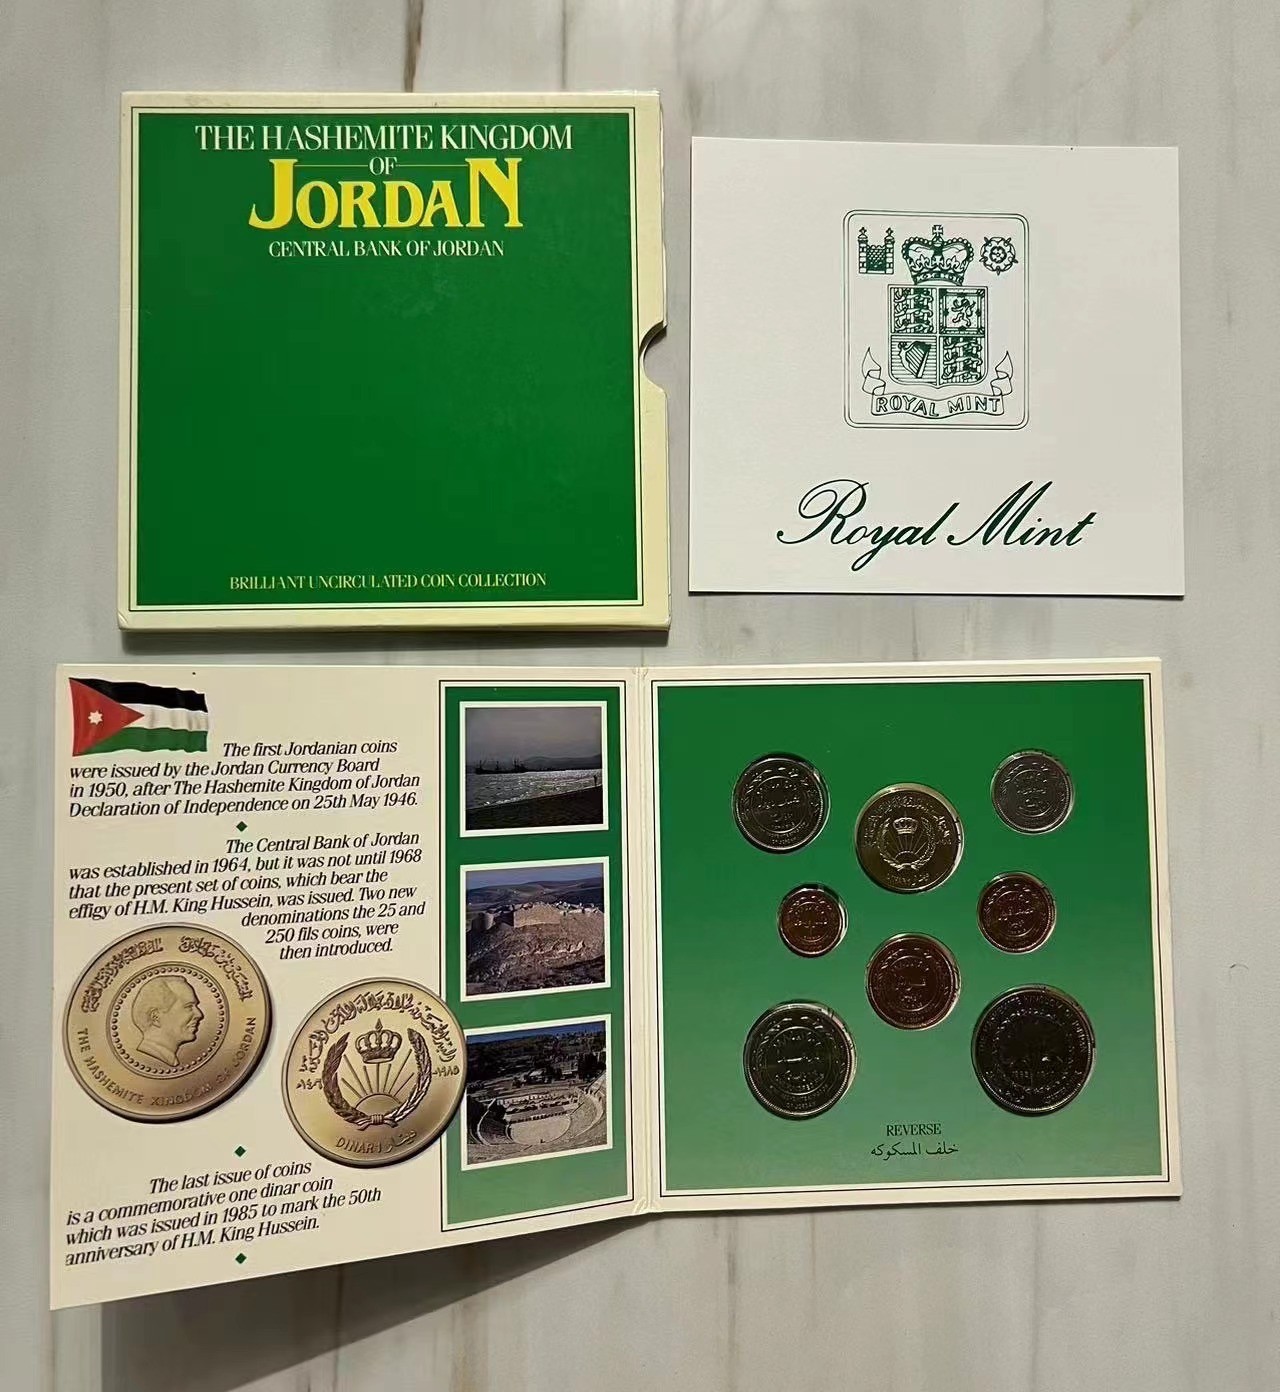 THE HASHEMITE KINGDOM
OF
JORDAN
CENTRAL BANK OF JORDAN
BRILLIANT UNCIRCULATED COIN COLLECTION
ROYAL MINT
Royal Mint
The first Jordanian coins
were issued by the Jordan Currency Board
in 1950, after The Hashemite Kingdom of Jordan
Declaration of Independence on 25th May 1946.
The Central Bank of Jordan
was established in 1964, but it was not until 1968
that the present set of coins, which bear the
effigy of H.M. King Hussein, was issued. Two new
denominations the 25 and
250 fils coins, were
then introduced.
THE HASHEMITE KINGDOM OF JORDAN
١٤٠٦
١٩٨٥
DINAR 1 دينار
The last issue of coins
is a commemorative one dinar coin
which was issued in 1985 to mark the 50th
anniversary of H.M. King Hussein.
REVERSE
خلف المسكوكه